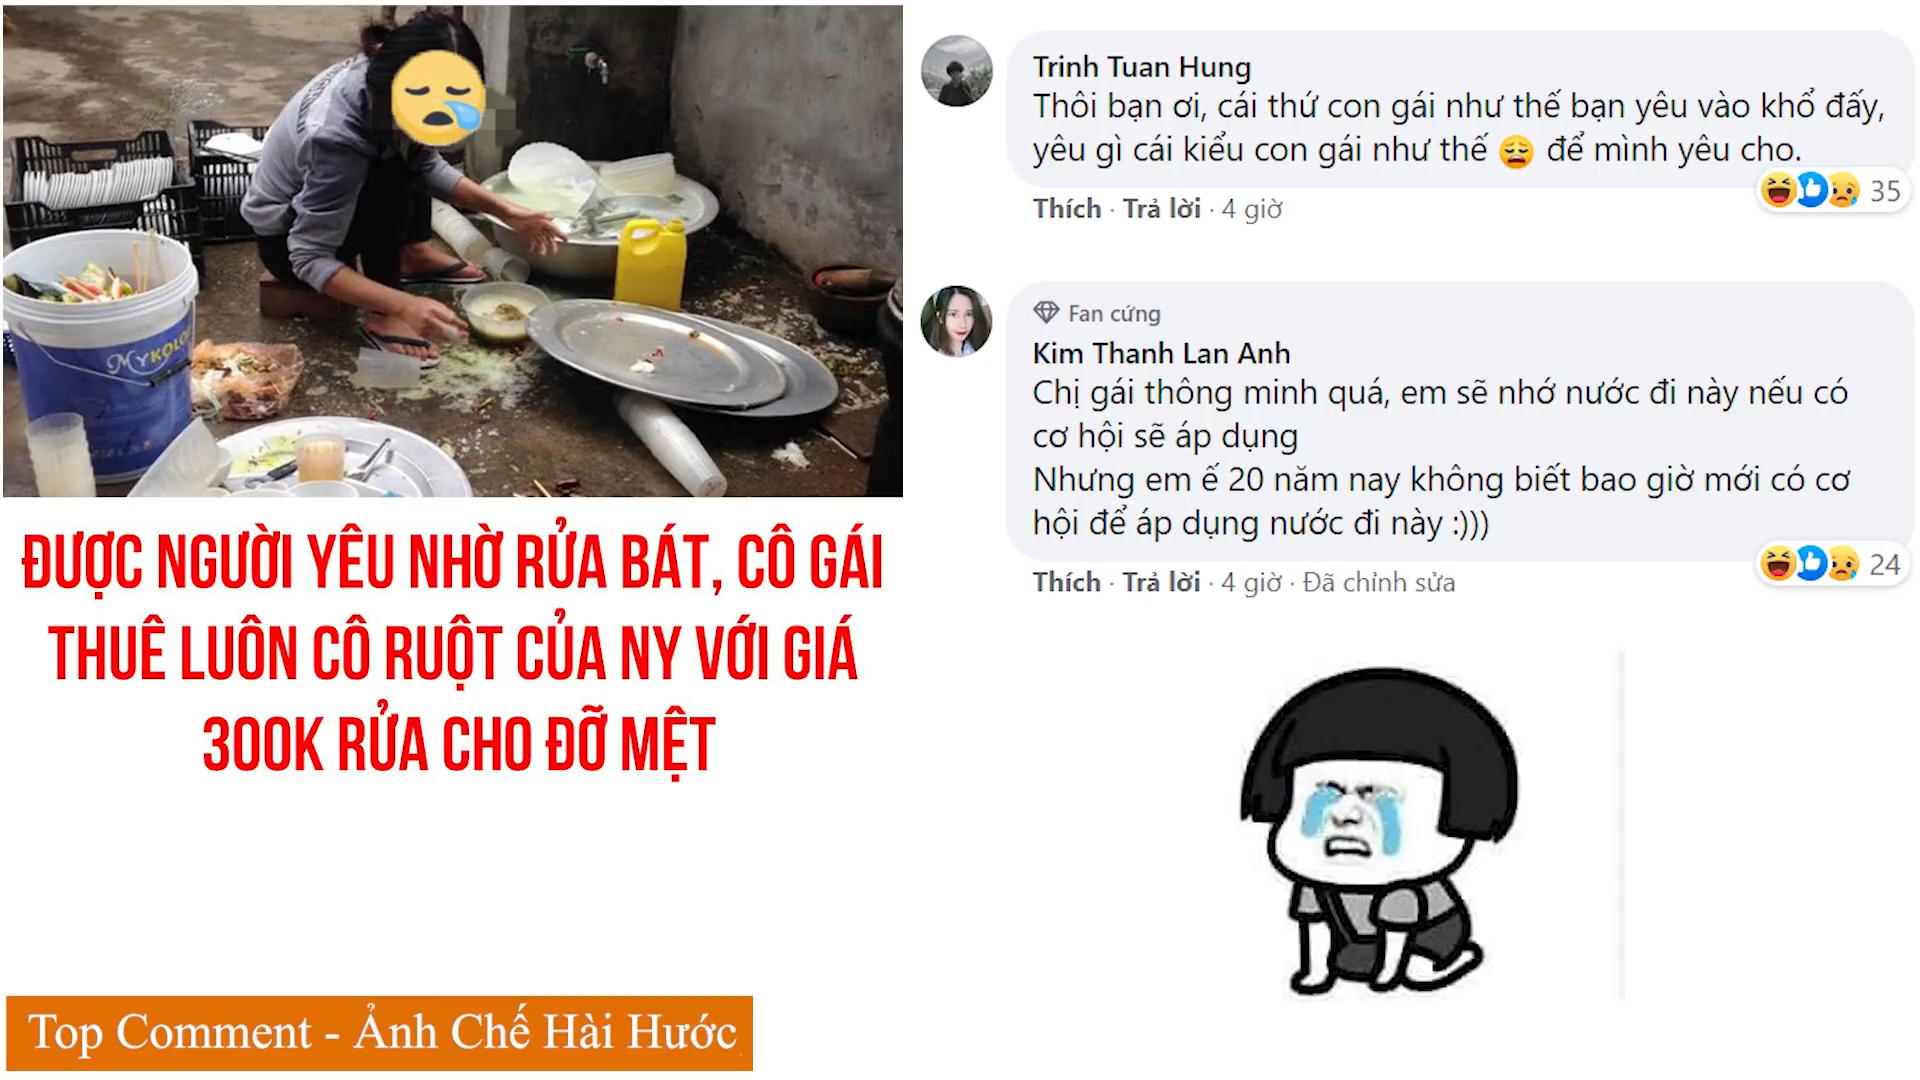 MYKOLO
ĐƯỢC NGƯỜI YÊU NHỜ RỬA BÁT, CÔ GÁI
THUÊ LUÔN CÔ RUỘT CỦA NY VỚI GIÁ
300K RỬA CHO ĐỠ MỆT
Top Comment - Ảnh Chế Hài Hước
Trinh Tuan Hung
Thôi bạn ơi, cái thứ con gái như thế bạn yêu vào khổ đấy,
yêu gì cái kiểu con gái như thế 😩 để mình yêu cho.
35
Thích · Trả lời · 4 giờ
Fan cứng
Kim Thanh Lan Anh
Chị gái thông minh quá, em sẽ nhớ nước đi này nếu có
cơ hội sẽ áp dụng
Nhưng em ế 20 năm nay không biết bao giờ mới có cơ
hội để áp dụng nước đi này :)))
24
Thích · Trả lời · 4 giờ · Đã chỉnh sửa